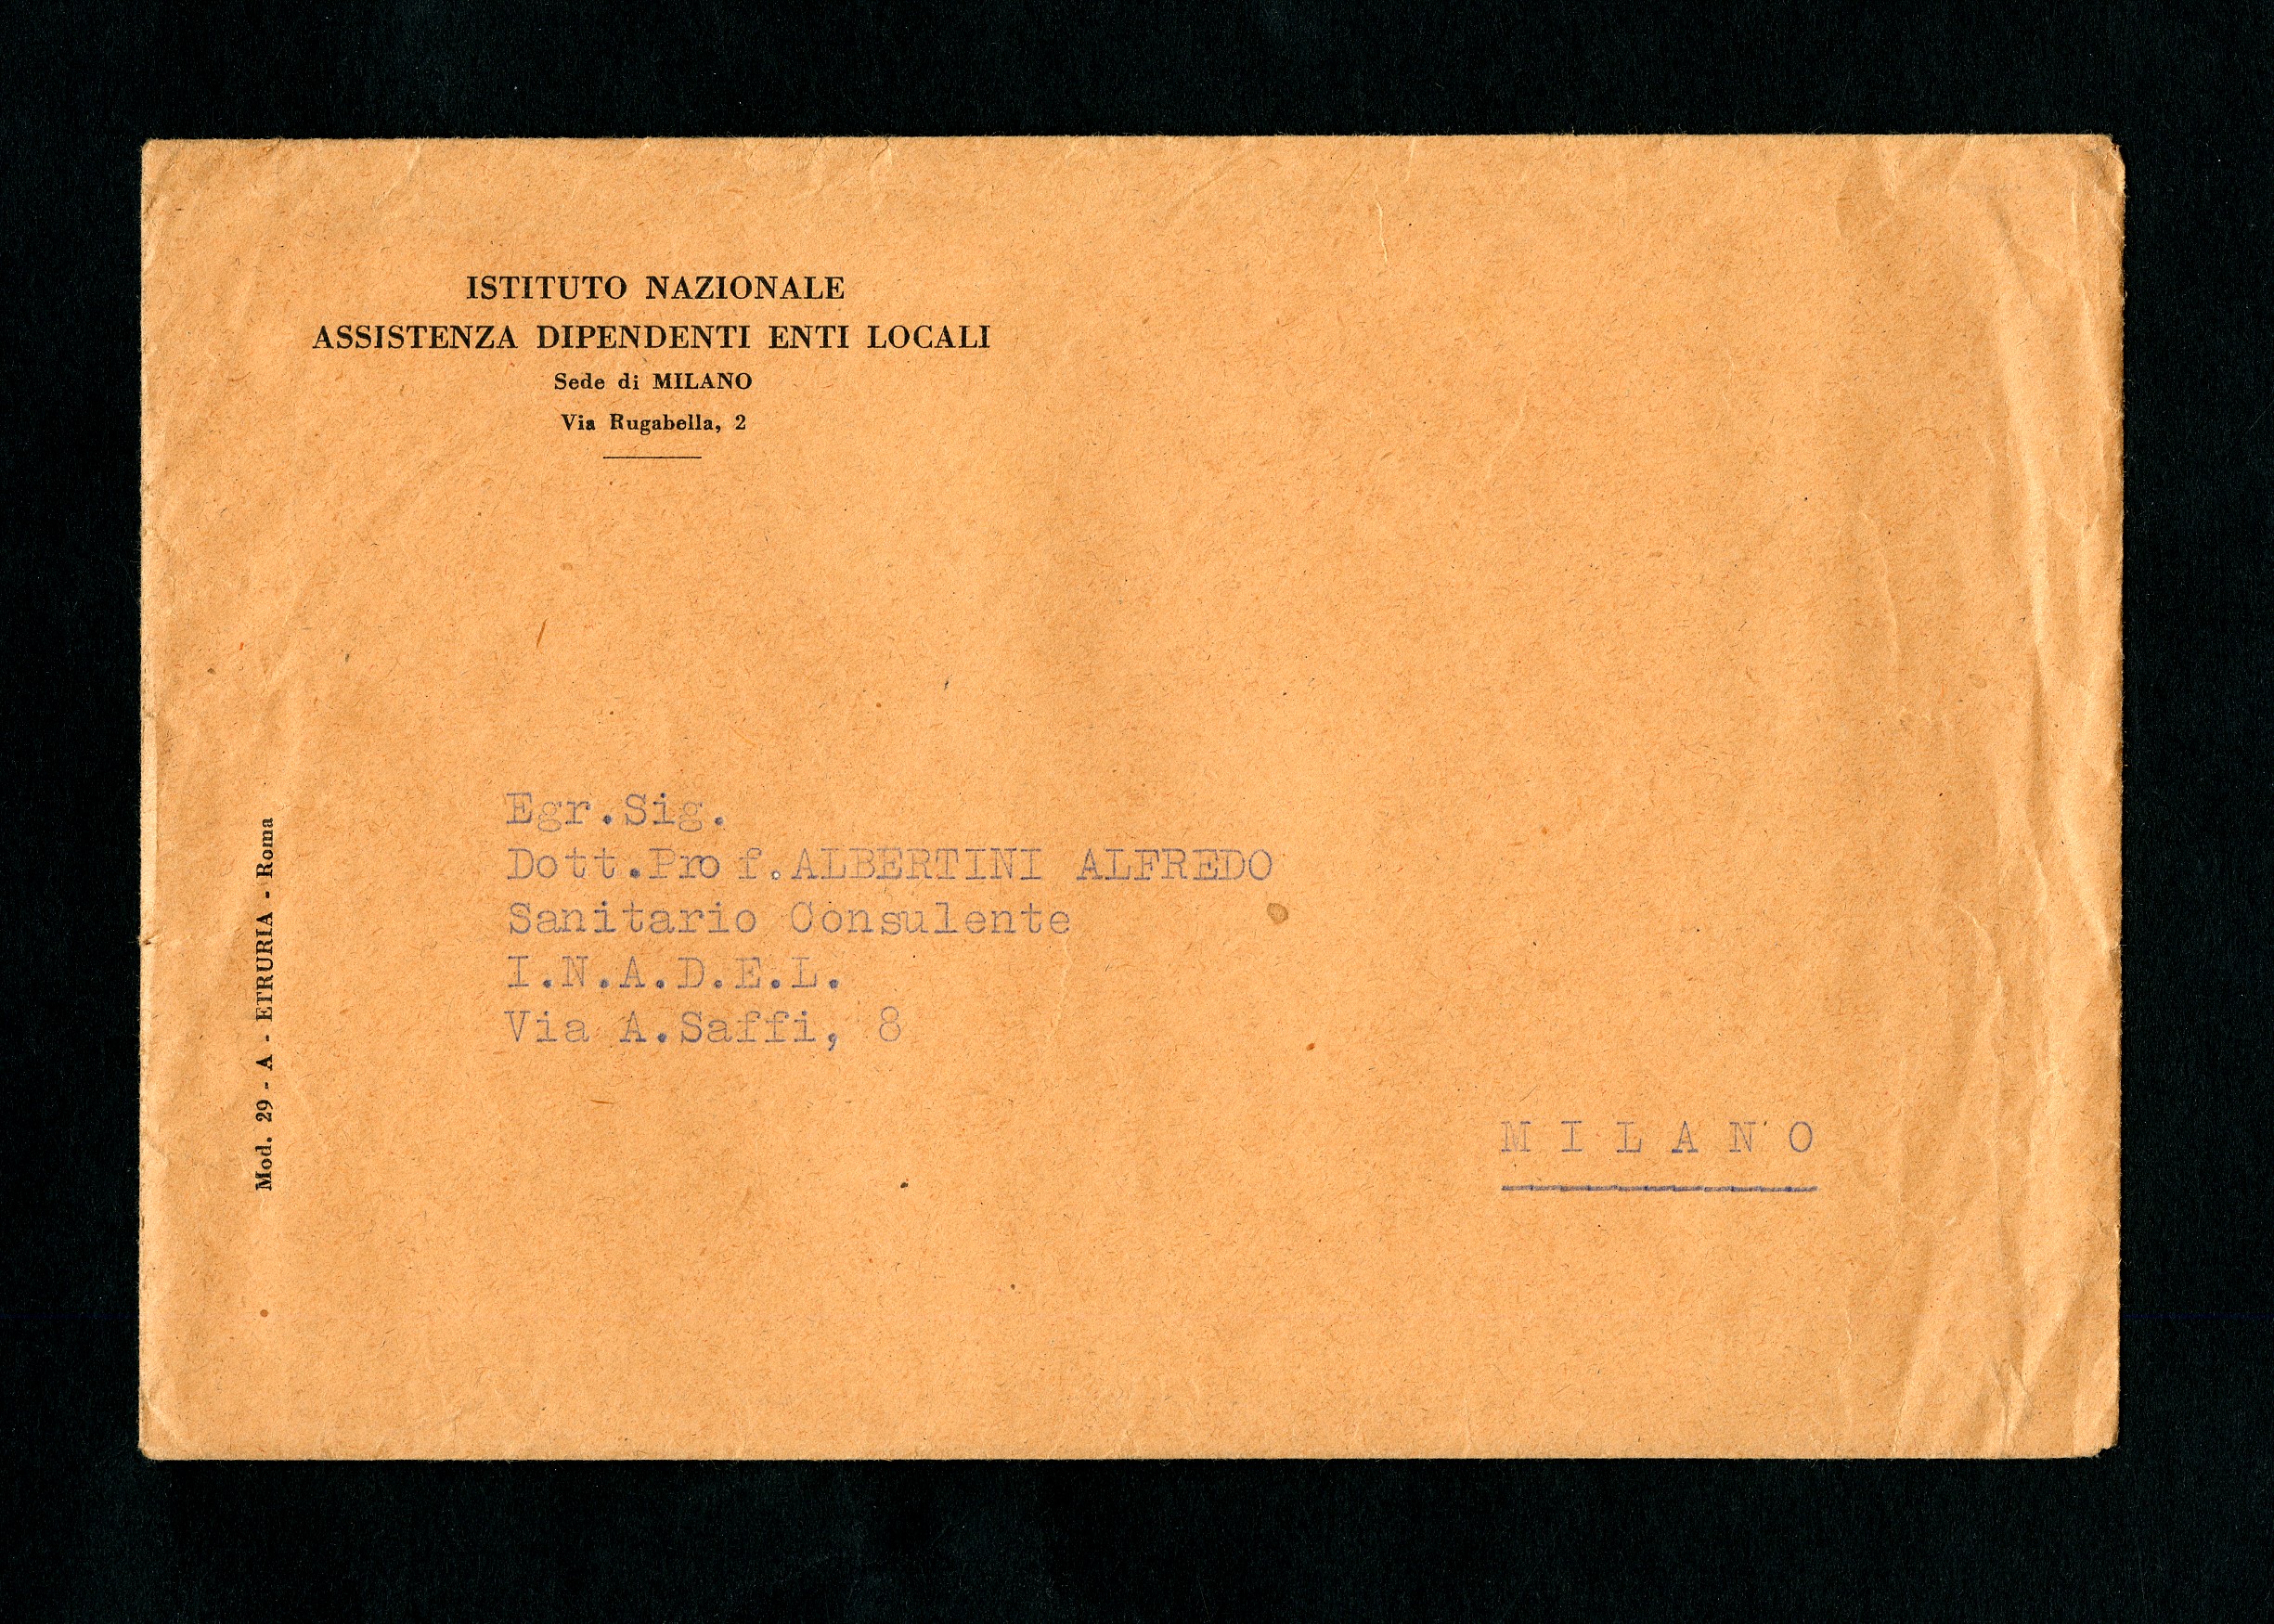 ISTITUTO NAZIONALE
ASSISTENZA DIPENDENTI ENTI LOCALI
Sede di MILANO
Via Rugabella, 2
Egr.Sig.
Dott.Prof.ALBERTINI ALFREDO
Sanitario Consulente
I.N.A.D.E.L.
Via A.Saffi, 8
M I L A N O
Mod. 29 - A - ETRURIA - Roma